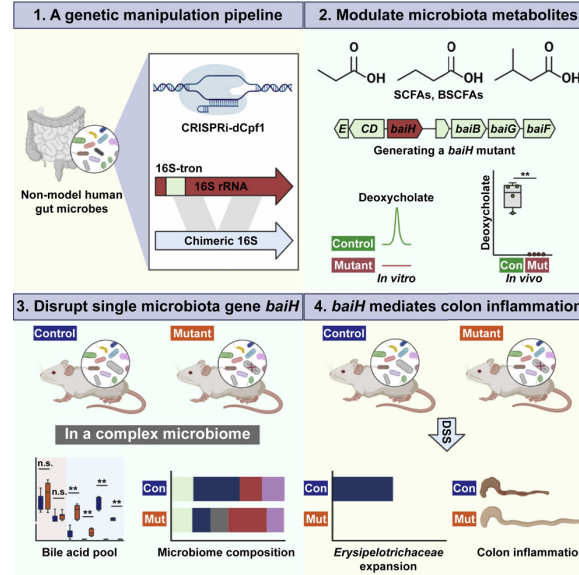 1. A genetic manipulation pipeline
CRISPRi-dCpf1
Non-model human
gut microbes
16S-tron
16S rRNA
Chimeric 16S
2. Modulate microbiota metabolites
O
OH
O
OH
O
OH
SCFAs, BSCFAs
E
CD
baiH
baiB
baiG
baiF
Generating a baiH mutant
Deoxycholate
Control
Mutant
In vitro
Deoxycholate
**
Con
Mut
In vivo
3. Disrupt single microbiota gene baiH
Control
Mutant
In a complex microbiome
n.s.
n.s.
**
**
**
**
Bile acid pool
Con
Mut
Microbiome composition
4. baiH mediates colon inflammation
Control
Mutant
DSS
Con
Mut
Erysipelotrichaceae
expansion
Con
Mut
Colon inflammation